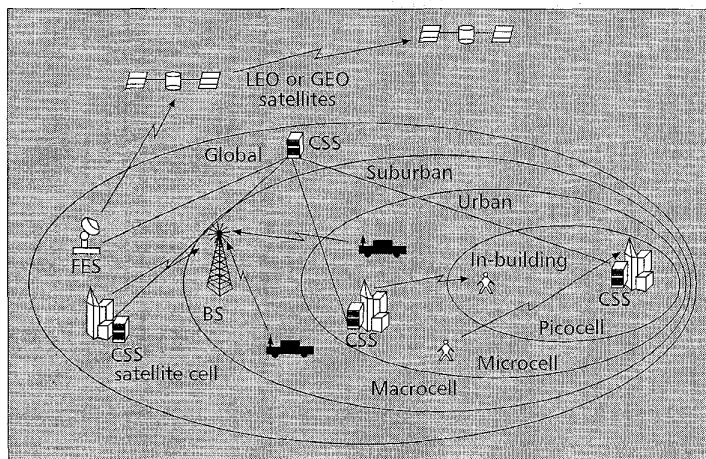 LEO or GEO
satellites
CSS
Global
Suburban
Urban
FES
In-building
BS
CSS
CSS
Picocell
CSS
satellite cell
Microcell
Macrocell